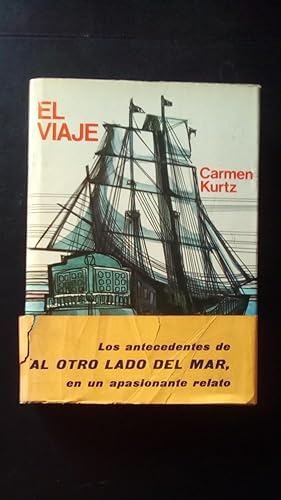 EL
VIAJE
Carmen
Kurtz
Los antecedentes de
AL OTRO LADO DEL MAR,
en un apasionante relato